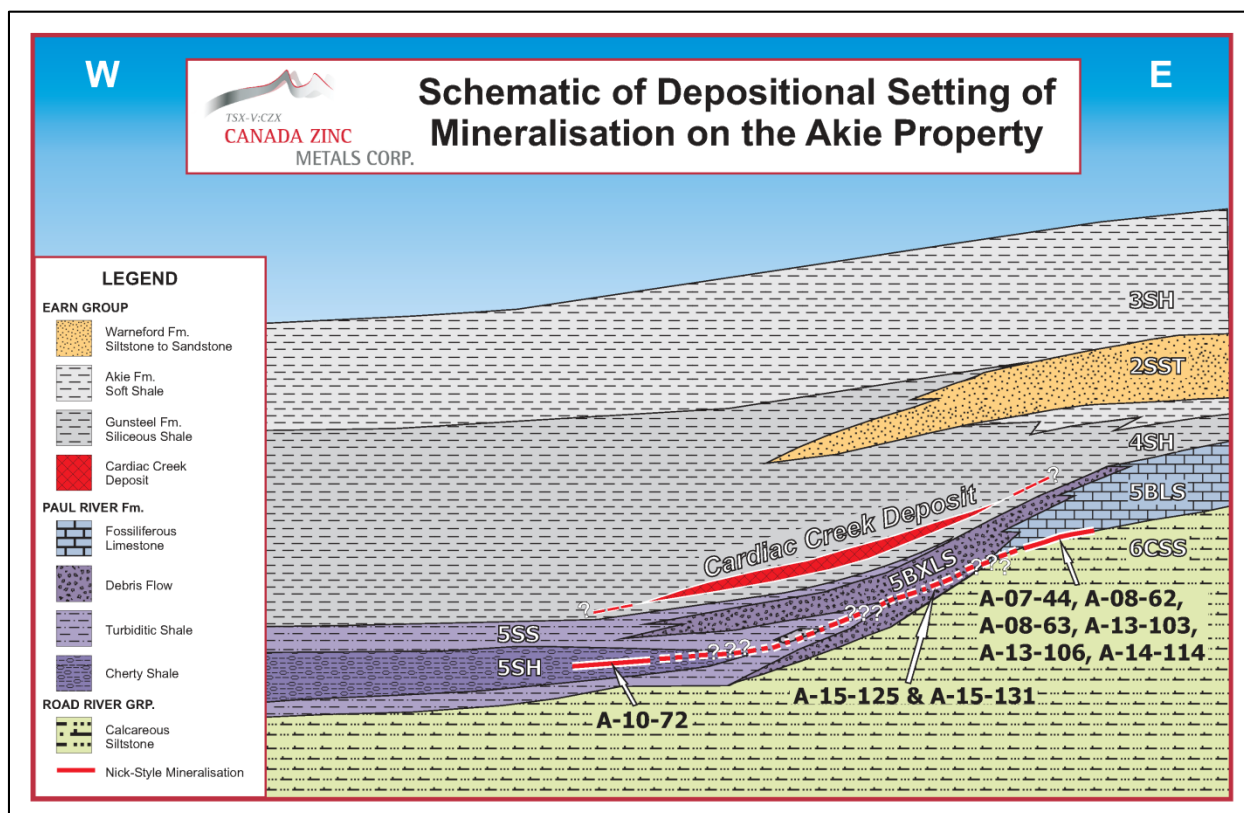 W
E
TSX-V:CZX
CANADA ZINC
METALS CORP.
Schematic of Depositional Setting of
Mineralisation on the Akie Property
LEGEND
EARN GROUP
Warneford Fm.
Siltstone to Sandstone
Akie Fm.
Soft Shale
Gunsteel Fm.
Siliceous Shale
Cardiac Creek
Deposit
PAUL RIVER Fm.
Fossiliferous
Limestone
Debris Flow
Turbiditic Shale
Cherty Shale
ROAD RIVER GRP.
Calcareous
Siltstone
Nick-Style Mineralisation
3SH
2SST
4SH
5BLS
6CSS
?
Cardiac Creek Deposit
?
5BXLS
???
???
???
5SS
5SH
A-07-44, A-08-62,
A-08-63, A-13-103,
A-13-106, A-14-114
A-15-125 & A-15-131
A-10-72